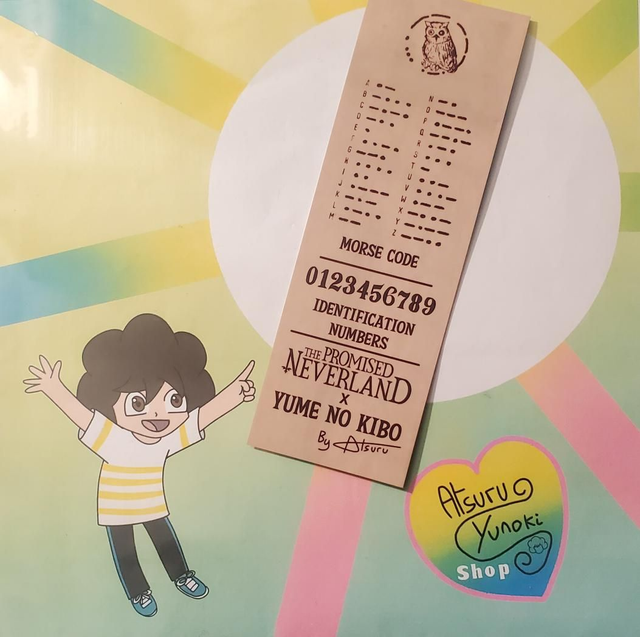 A
B
C
D
E
F
G
H
I
J
K
L
M
N
O
P
Q
R
S
T
U
V
W
X
Y
Z
MORSE CODE
0123456789
IDENTIFICATION
NUMBERS
THE PROMISED
NEVERLAND
X
YUME NO KIBO
By Atsuru
Atsuru
Yunoki
Shop